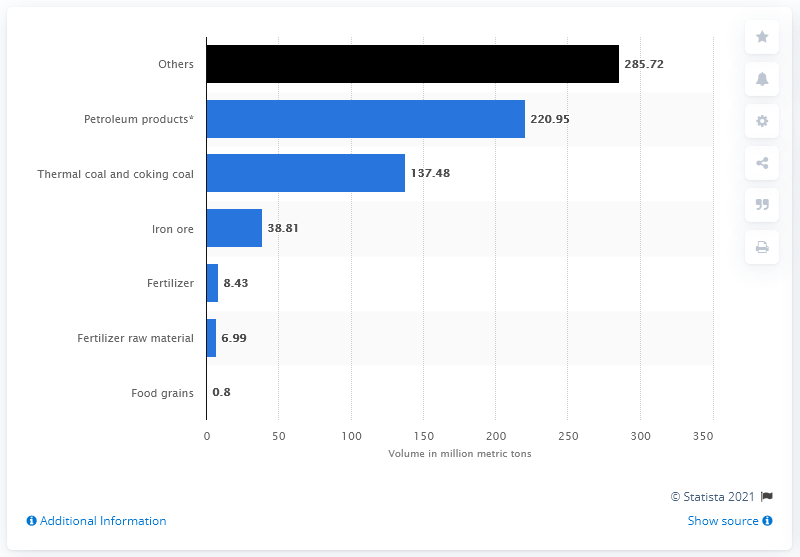 Others 285.72
Petroleum products* 220.95
Thermal coal and coking coal 137.48
Iron ore 38.81
Fertilizer 8.43
Fertilizer raw material 6.99
Food grains 0.8
0 50 100 150 200 250 300 350
Volume in million metric tons
© Statista 2021
Additional Information Show source